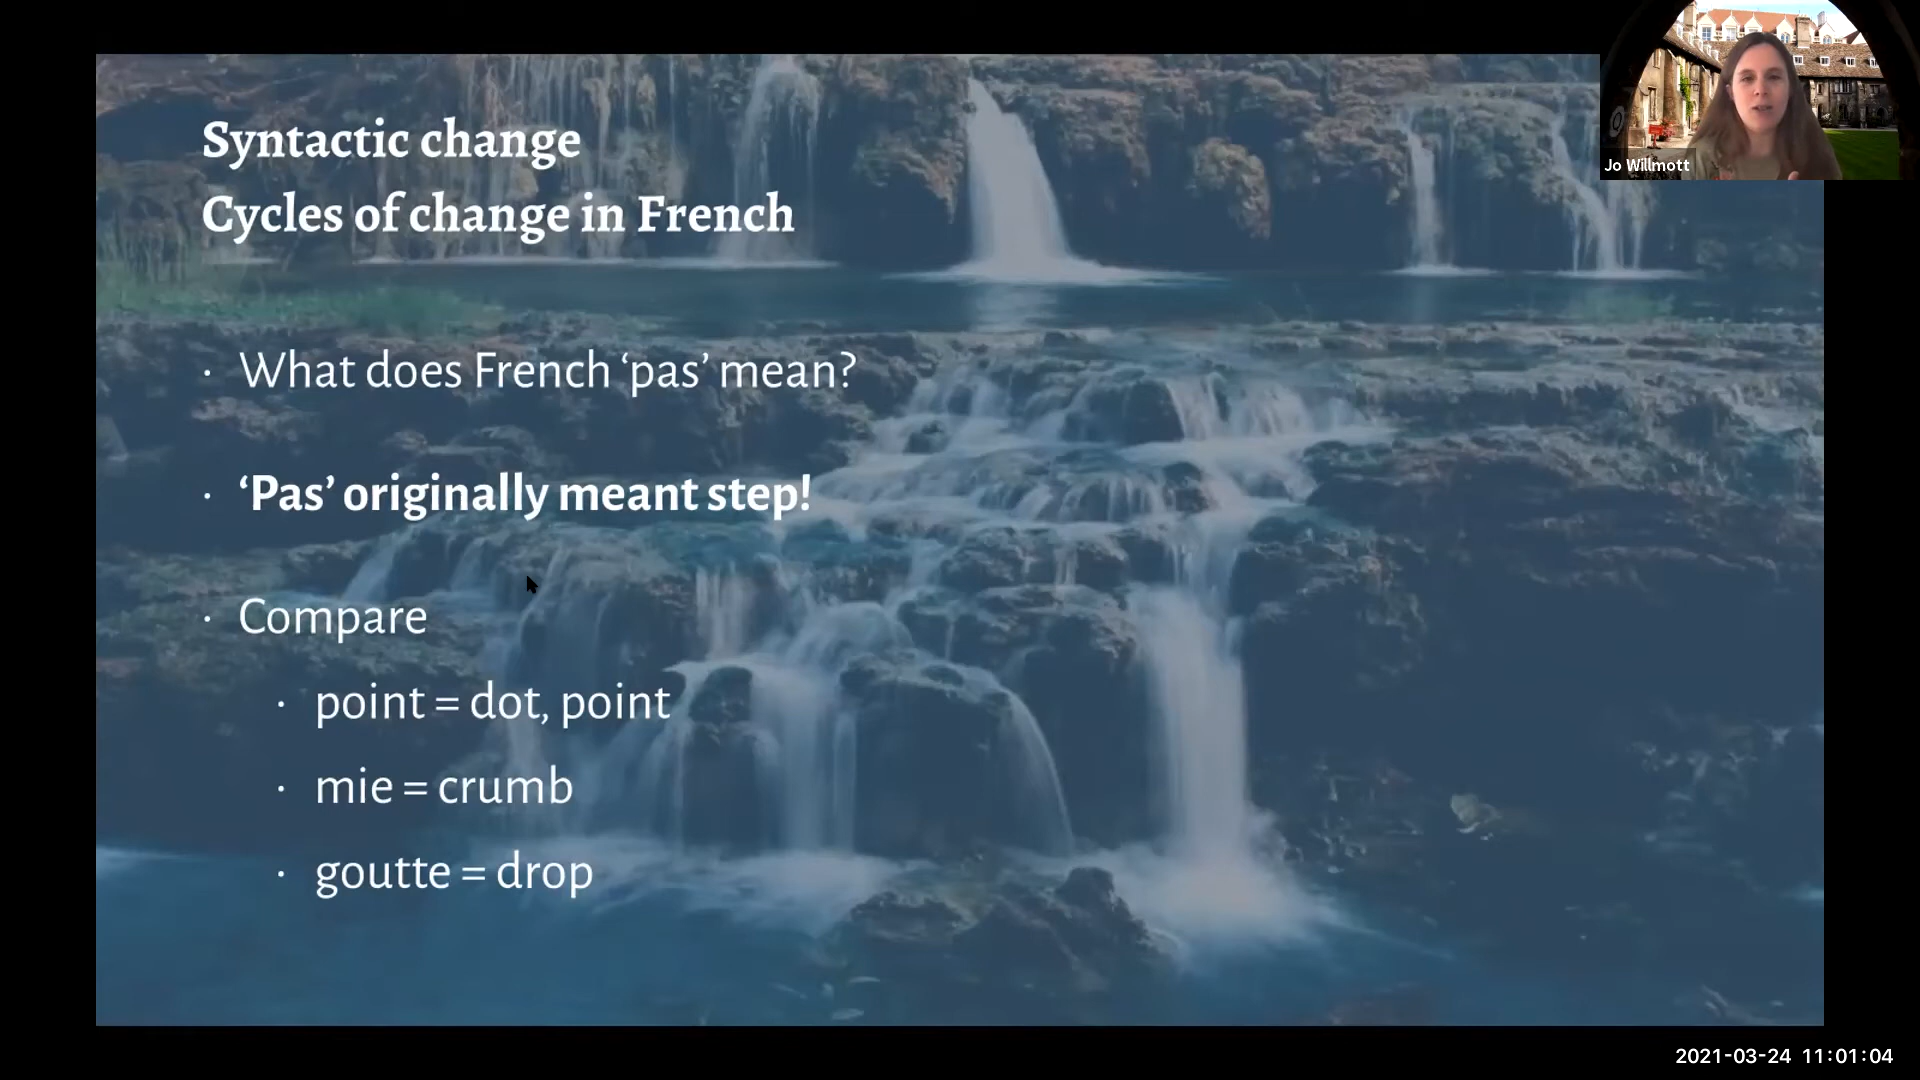 Syntactic change
Cycles of change in French
Jo Willmott
· What does French ‘pas’ mean?
· ‘Pas’ originally meant step!
· Compare
· point = dot, point
· mie = crumb
· goutte = drop
2021-03-24 11:01:04